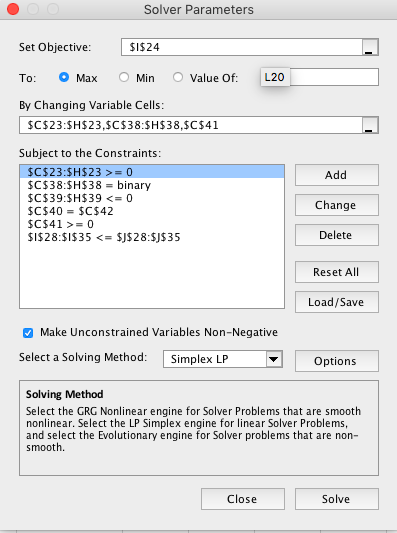 Solver Parameters
Set Objective: $I$24
To: Max Min Value Of: L20
By Changing Variable Cells:
$C$23:$H$23,$C$38:$H$38,$C$41
Subject to the Constraints:
$C$23:$H$23 >= 0
$C$38:$H$38 = binary
$C$39:$H$39 <= 0
$C$40 = $C$42
$C$41 >= 0
$I$28:$I$35 <= $J$28:$J$35
Add
Change
Delete
Reset All
Load/Save
Make Unconstrained Variables Non-Negative
Select a Solving Method: Simplex LP Options
Solving Method
Select the GRG Nonlinear engine for Solver Problems that are smooth
nonlinear. Select the LP Simplex engine for linear Solver Problems,
and select the Evolutionary engine for Solver problems that are non-
smooth.
Close Solve